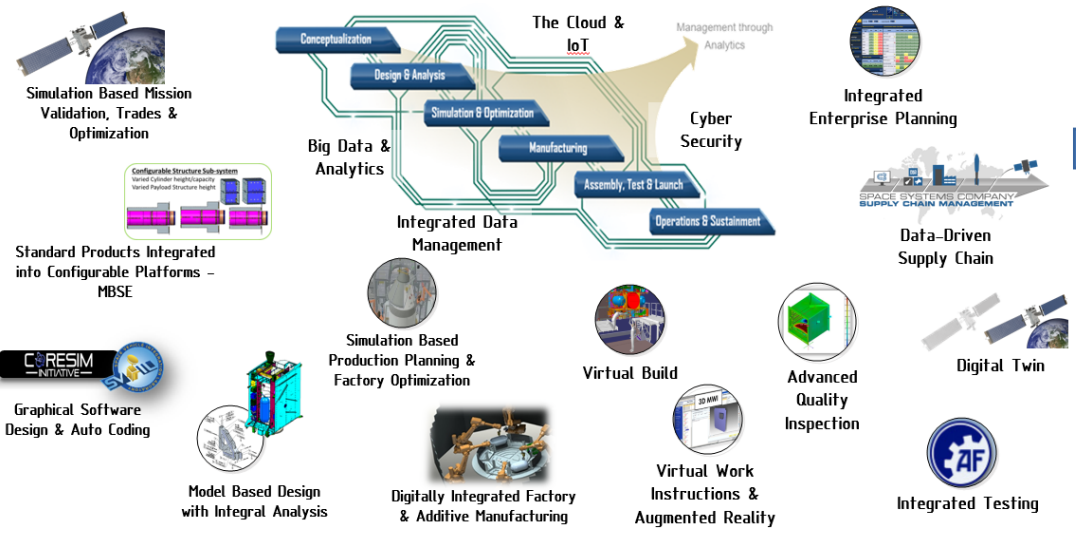 The Cloud &
IoT
Management through
Analytics
Conceptualization
Design & Analysis
Simulation & Optimization
Manufacturing
Assembly, Test & Launch
Operations & Sustainment
Big Data &
Analytics
Cyber
Security
Integrated Data
Management
Simulation Based Mission
Validation, Trades &
Optimization
Integrated
Enterprise Planning
Configurable Structure Sub-system
Varied Cylinder height/capacity
Varied Payload Structure height
Standard Products Integrated
into Configurable Platforms –
MBSE
SPACE SYSTEMS COMPANY
SUPPLY CHAIN MANAGEMENT
Data-Driven
Supply Chain
Simulation Based
Production Planning &
Factory Optimization
Virtual Build
Advanced
Quality
Inspection
Digital Twin
CORESIM
INITIATIVE
Graphical Software
Design & Auto Coding
Model Based Design
with Integral Analysis
Digitally Integrated Factory
& Additive Manufacturing
3D MWI
Virtual Work
Instructions &
Augmented Reality
AF
Integrated Testing